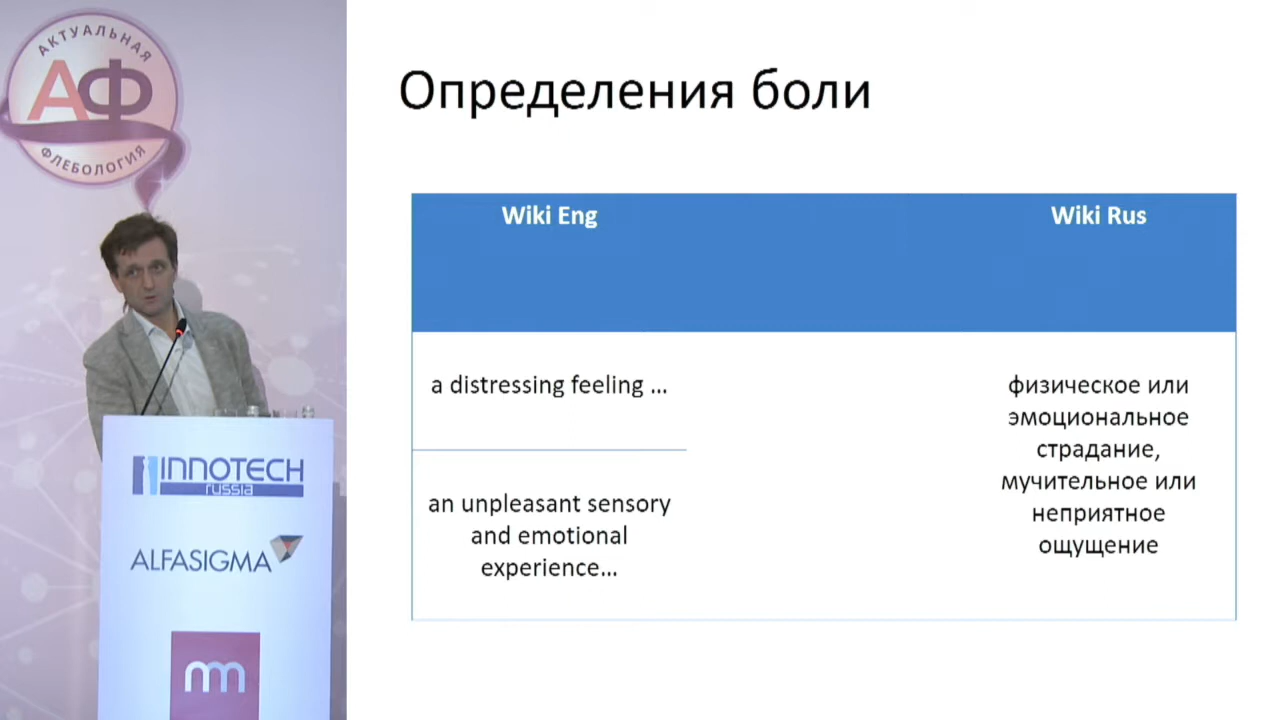 АКТУАЛЬНАЯ
АФ
ФЛЕБОЛОГИЯ
INNOTECH
russia
ALFASIGMA
Определения боли
Wiki Eng
Wiki Rus
a distressing feeling ...
an unpleasant sensory
and emotional
experience...
физическое или
эмоциональное
страдание,
мучительное или
неприятное
ощущение